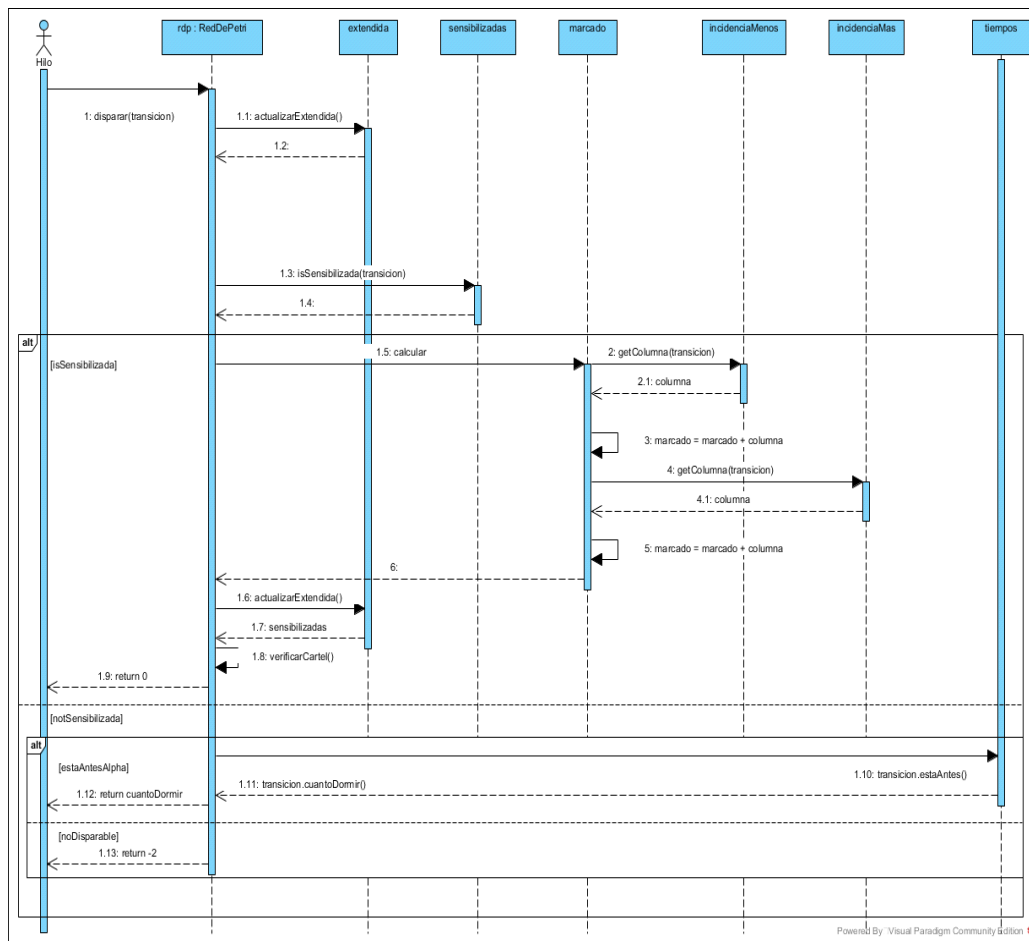 rdp : RedDePetri
extendida
sensibilizadas
marcado
incidenciaMenos
incidenciaMas
tiempos
Hilo
1: disparar(transicion)
1.1: actualizarExtendida()
1.2:
1.3: isSensibilizada(transicion)
1.4:
alt
[isSensibilizada]
1.5: calcular
2: getColumna(transicion)
2.1: columna
3: marcado = marcado + columna
4: getColumna(transicion)
4.1: columna
5: marcado = marcado + columna
6:
1.6: actualizarExtendida()
1.7: sensibilizadas
1.8: verificarCartel()
1.9: return 0
[notSensibilizada]
alt
[estaAntesAlpha]
1.10: transicion.estaAntes()
1.11: transicion.cuantoDormir()
1.12: return cuantoDormir
[noDisparable]
1.13: return -2
Powered By Visual Paradigm Community Edition